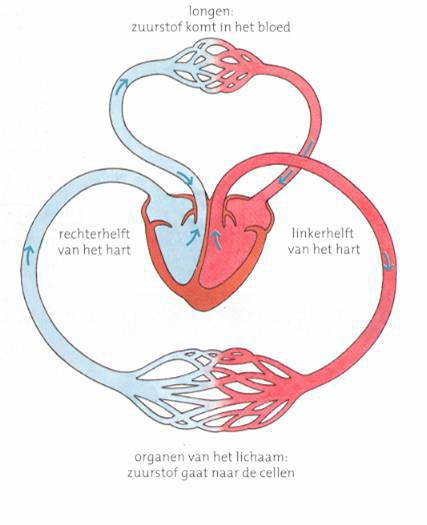 longen:
zuurstof komt in het bloed
rechterhelft
van het hart
linkerhelft
van het hart
organen van het lichaam:
zuurstof gaat naar de cellen